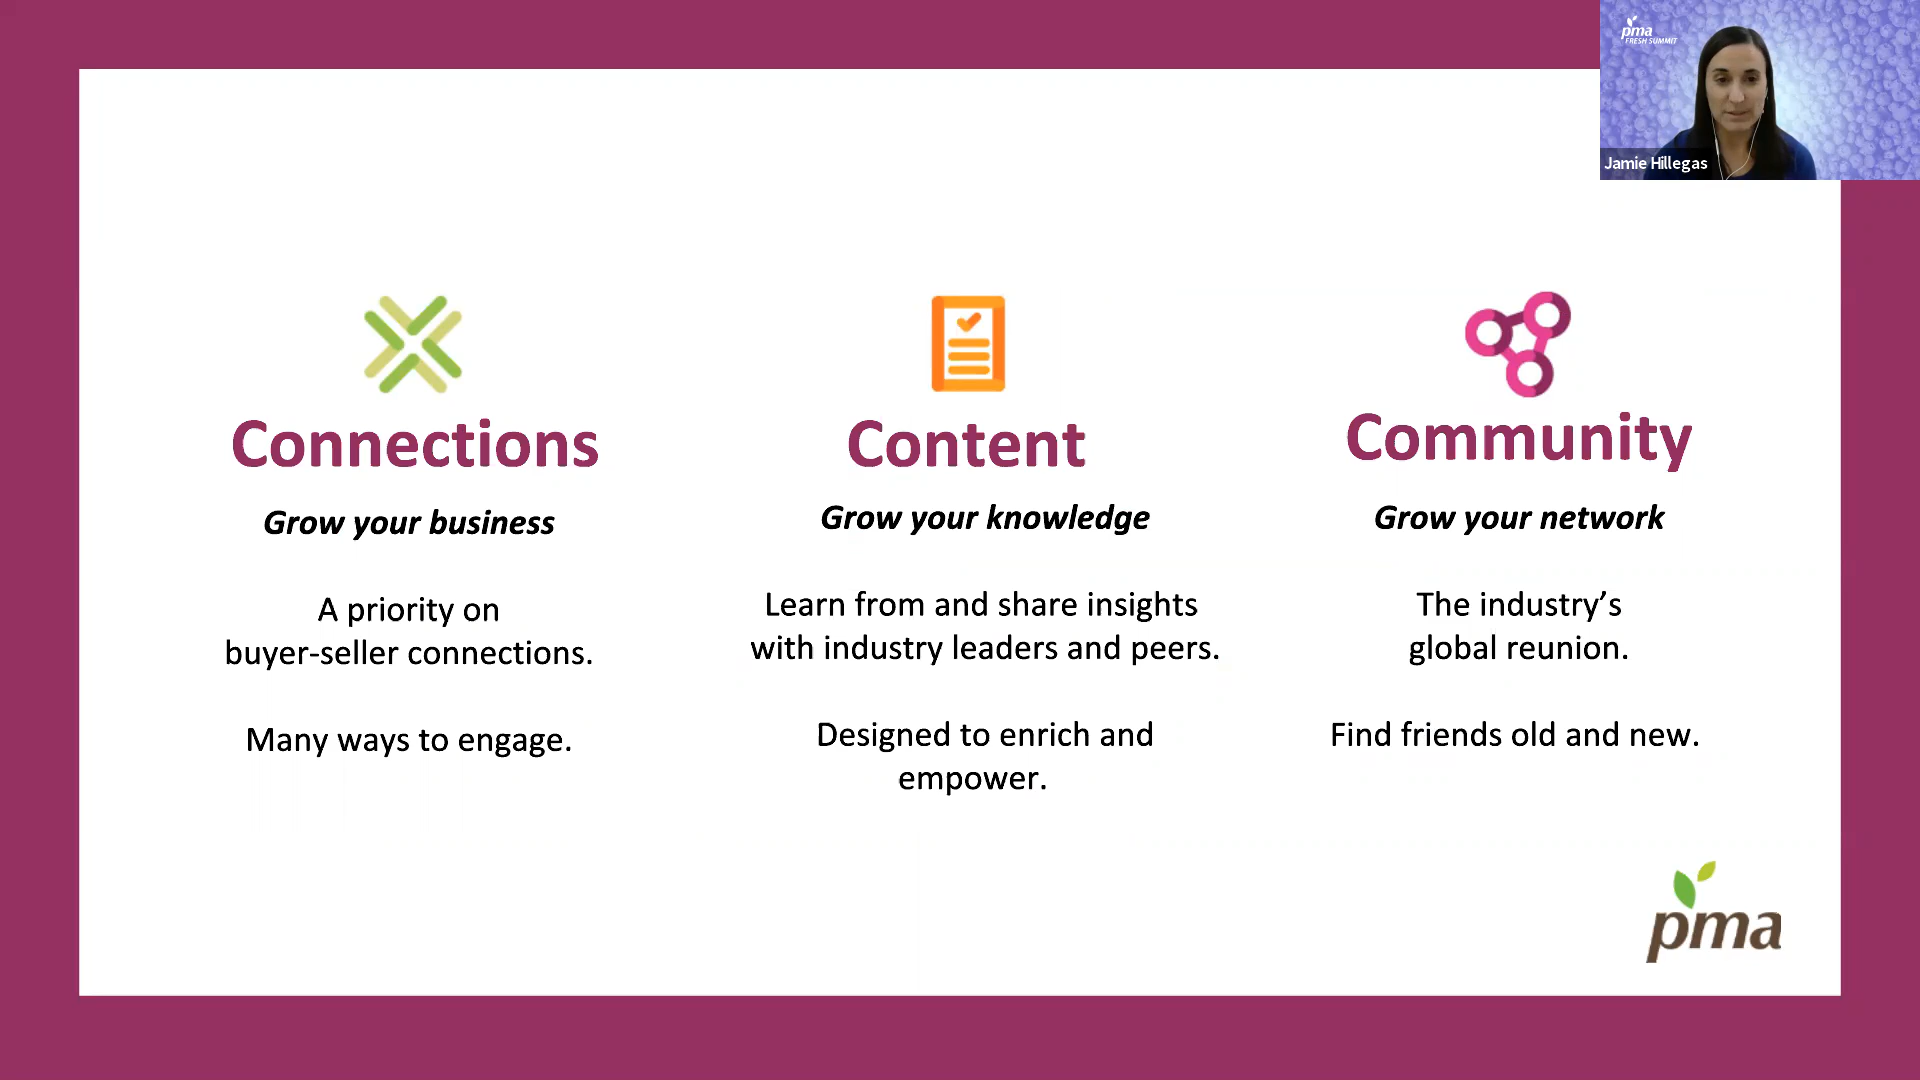 pma
FRESH SUMMIT
Jamie Hillegas
Connections
Grow your business
A priority on
buyer-seller connections.
Many ways to engage.
Content
Grow your knowledge
Learn from and share insights
with industry leaders and peers.
Designed to enrich and
empower.
Community
Grow your network
The industry’s
global reunion.
Find friends old and new.
pma